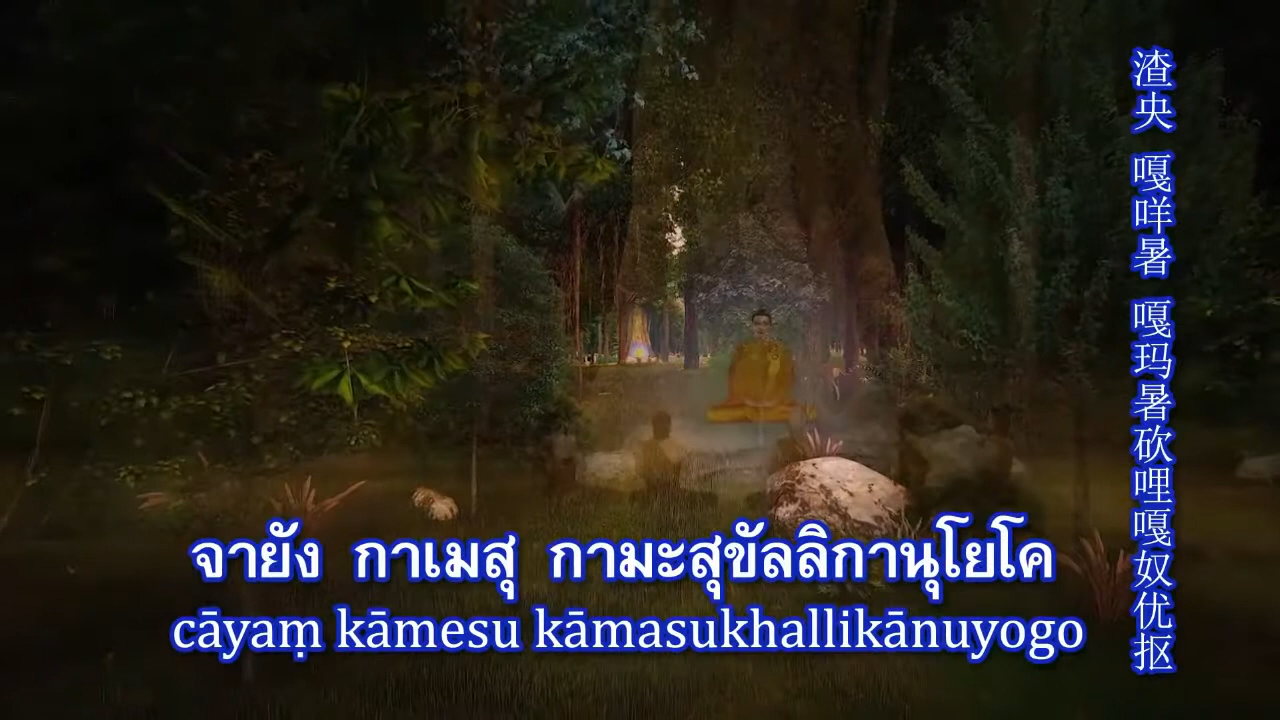 จายัง กาเมสุ กามะสุขัลลิกานุโยโค
cāyaṃ kāmesu kāmasukhallikānuyogo
渣央 嘎咩暑 嘎玛暑砍哩嘎奴优抠